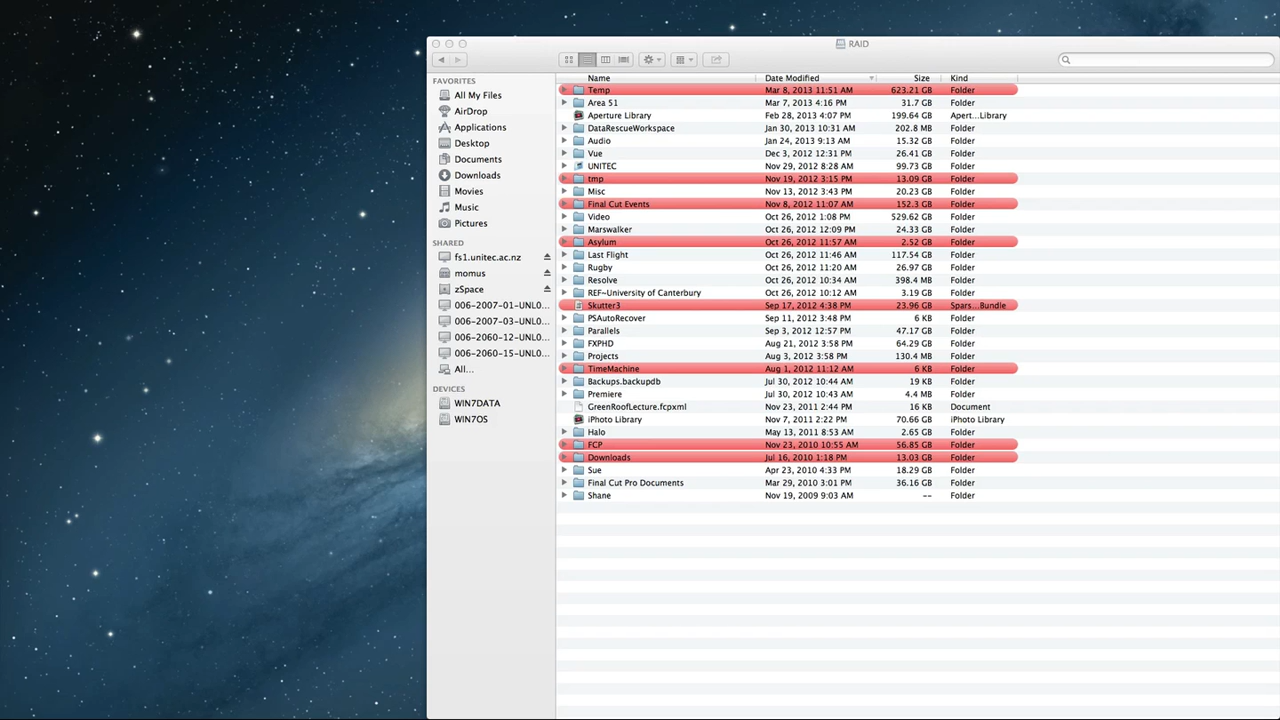 RAID
FAVORITES
All My Files
AirDrop
Applications
Desktop
Documents
Downloads
Movies
Music
Pictures
SHARED
fs1.unitec.ac.nz
momus
zSpace
006-2007-01-UNL0...
006-2007-03-UNL0...
006-2060-12-UNL0...
006-2060-15-UNL0...
All...
DEVICES
WIN7DATA
WIN7OS
Name Date Modified Size Kind
Temp Mar 8, 2013 11:51 AM 623.21 GB Folder
Area 51 Mar 7, 2013 4:16 PM 31.7 GB Folder
Aperture Library Feb 28, 2013 4:07 PM 199.64 GB Apert...Library
DataRescueWorkspace Jan 30, 2013 10:31 AM 202.8 MB Folder
Audio Jan 24, 2013 9:13 AM 15.32 GB Folder
Vue Dec 3, 2012 12:31 PM 26.41 GB Folder
UNITEC Nov 29, 2012 8:28 AM 99.73 GB Folder
tmp Nov 19, 2012 3:15 PM 13.09 GB Folder
Misc Nov 13, 2012 3:43 PM 20.23 GB Folder
Final Cut Events Nov 8, 2012 11:07 AM 152.3 GB Folder
Video Oct 26, 2012 1:08 PM 529.62 GB Folder
Marswalker Oct 26, 2012 12:09 PM 24.33 GB Folder
Asylum Oct 26, 2012 11:57 AM 2.52 GB Folder
Last Flight Oct 26, 2012 11:46 AM 117.54 GB Folder
Rugby Oct 26, 2012 11:20 AM 26.97 GB Folder
Resolve Oct 26, 2012 10:34 AM 398.4 MB Folder
REF~University of Canterbury Oct 26, 2012 10:12 AM 3.19 GB Folder
Skutter3 Sep 17, 2012 4:38 PM 23.96 GB Spars...Bundle
PSAutoRecover Sep 11, 2012 3:48 PM 6 KB Folder
Parallels Sep 3, 2012 12:57 PM 47.17 GB Folder
FXPHD Aug 21, 2012 3:58 PM 64.29 GB Folder
Projects Aug 3, 2012 3:58 PM 130.4 MB Folder
TimeMachine Aug 1, 2012 11:12 AM 6 KB Folder
Backups.backupdb Jul 30, 2012 10:44 AM 19 KB Folder
Premiere Jul 30, 2012 10:43 AM 4.4 MB Folder
GreenRoofLecture.fcpxml Nov 23, 2011 2:44 PM 16 KB Document
iPhoto Library Nov 7, 2011 2:22 PM 70.66 GB iPhoto Library
Halo May 13, 2011 8:53 AM 2.65 GB Folder
FCP Nov 23, 2010 10:55 AM 56.85 GB Folder
Downloads Jul 16, 2010 1:18 PM 13.03 GB Folder
Sue Apr 23, 2010 4:33 PM 18.29 GB Folder
Final Cut Pro Documents Mar 29, 2010 3:01 PM 36.16 GB Folder
Shane Nov 19, 2009 9:03 AM -- Folder